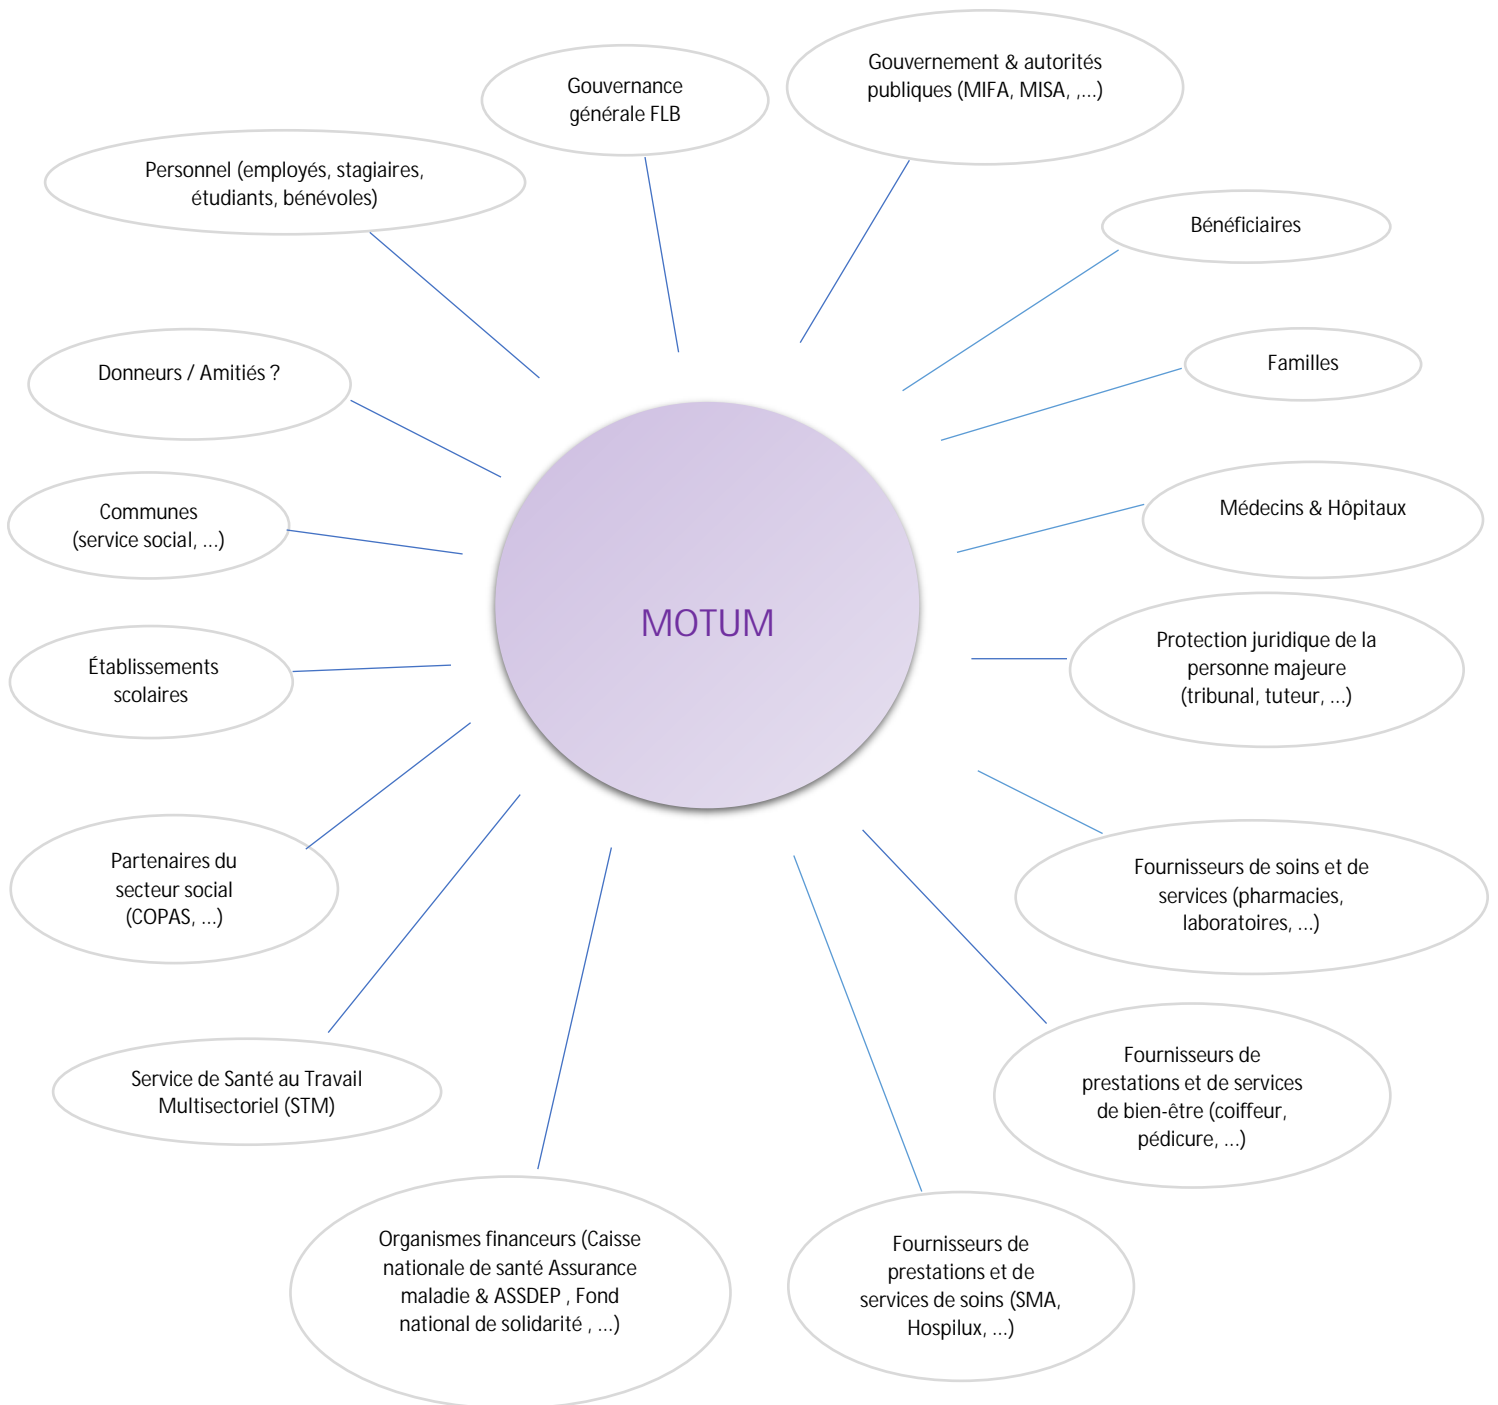 Gouvernement & autorités
publiques (MIFA, MISA, ,...)
Gouvernance
générale FLB
Personnel (employés, stagiaires,
étudiants, bénévoles)
Bénéficiaires
Donneurs / Amitiés ?
Familles
Communes
(service social, ...)
Médecins & Hôpitaux
MOTUM
Établissements
scolaires
Protection juridique de la
personne majeure
(tribunal, tuteur, ...)
Partenaires du
secteur social
(COPAS, ...)
Fournisseurs de soins et de
services (pharmacies,
laboratoires, ...)
Service de Santé au Travail
Multisectoriel (STM)
Fournisseurs de
prestations et de services
de bien-être (coiffeur,
pédicure, ...)
Organismes financeurs (Caisse
nationale de santé Assurance
maladie & ASSDEP , Fond
national de solidarité , ...)
Fournisseurs de
prestations et de
services de soins (SMA,
Hospilux, ...)